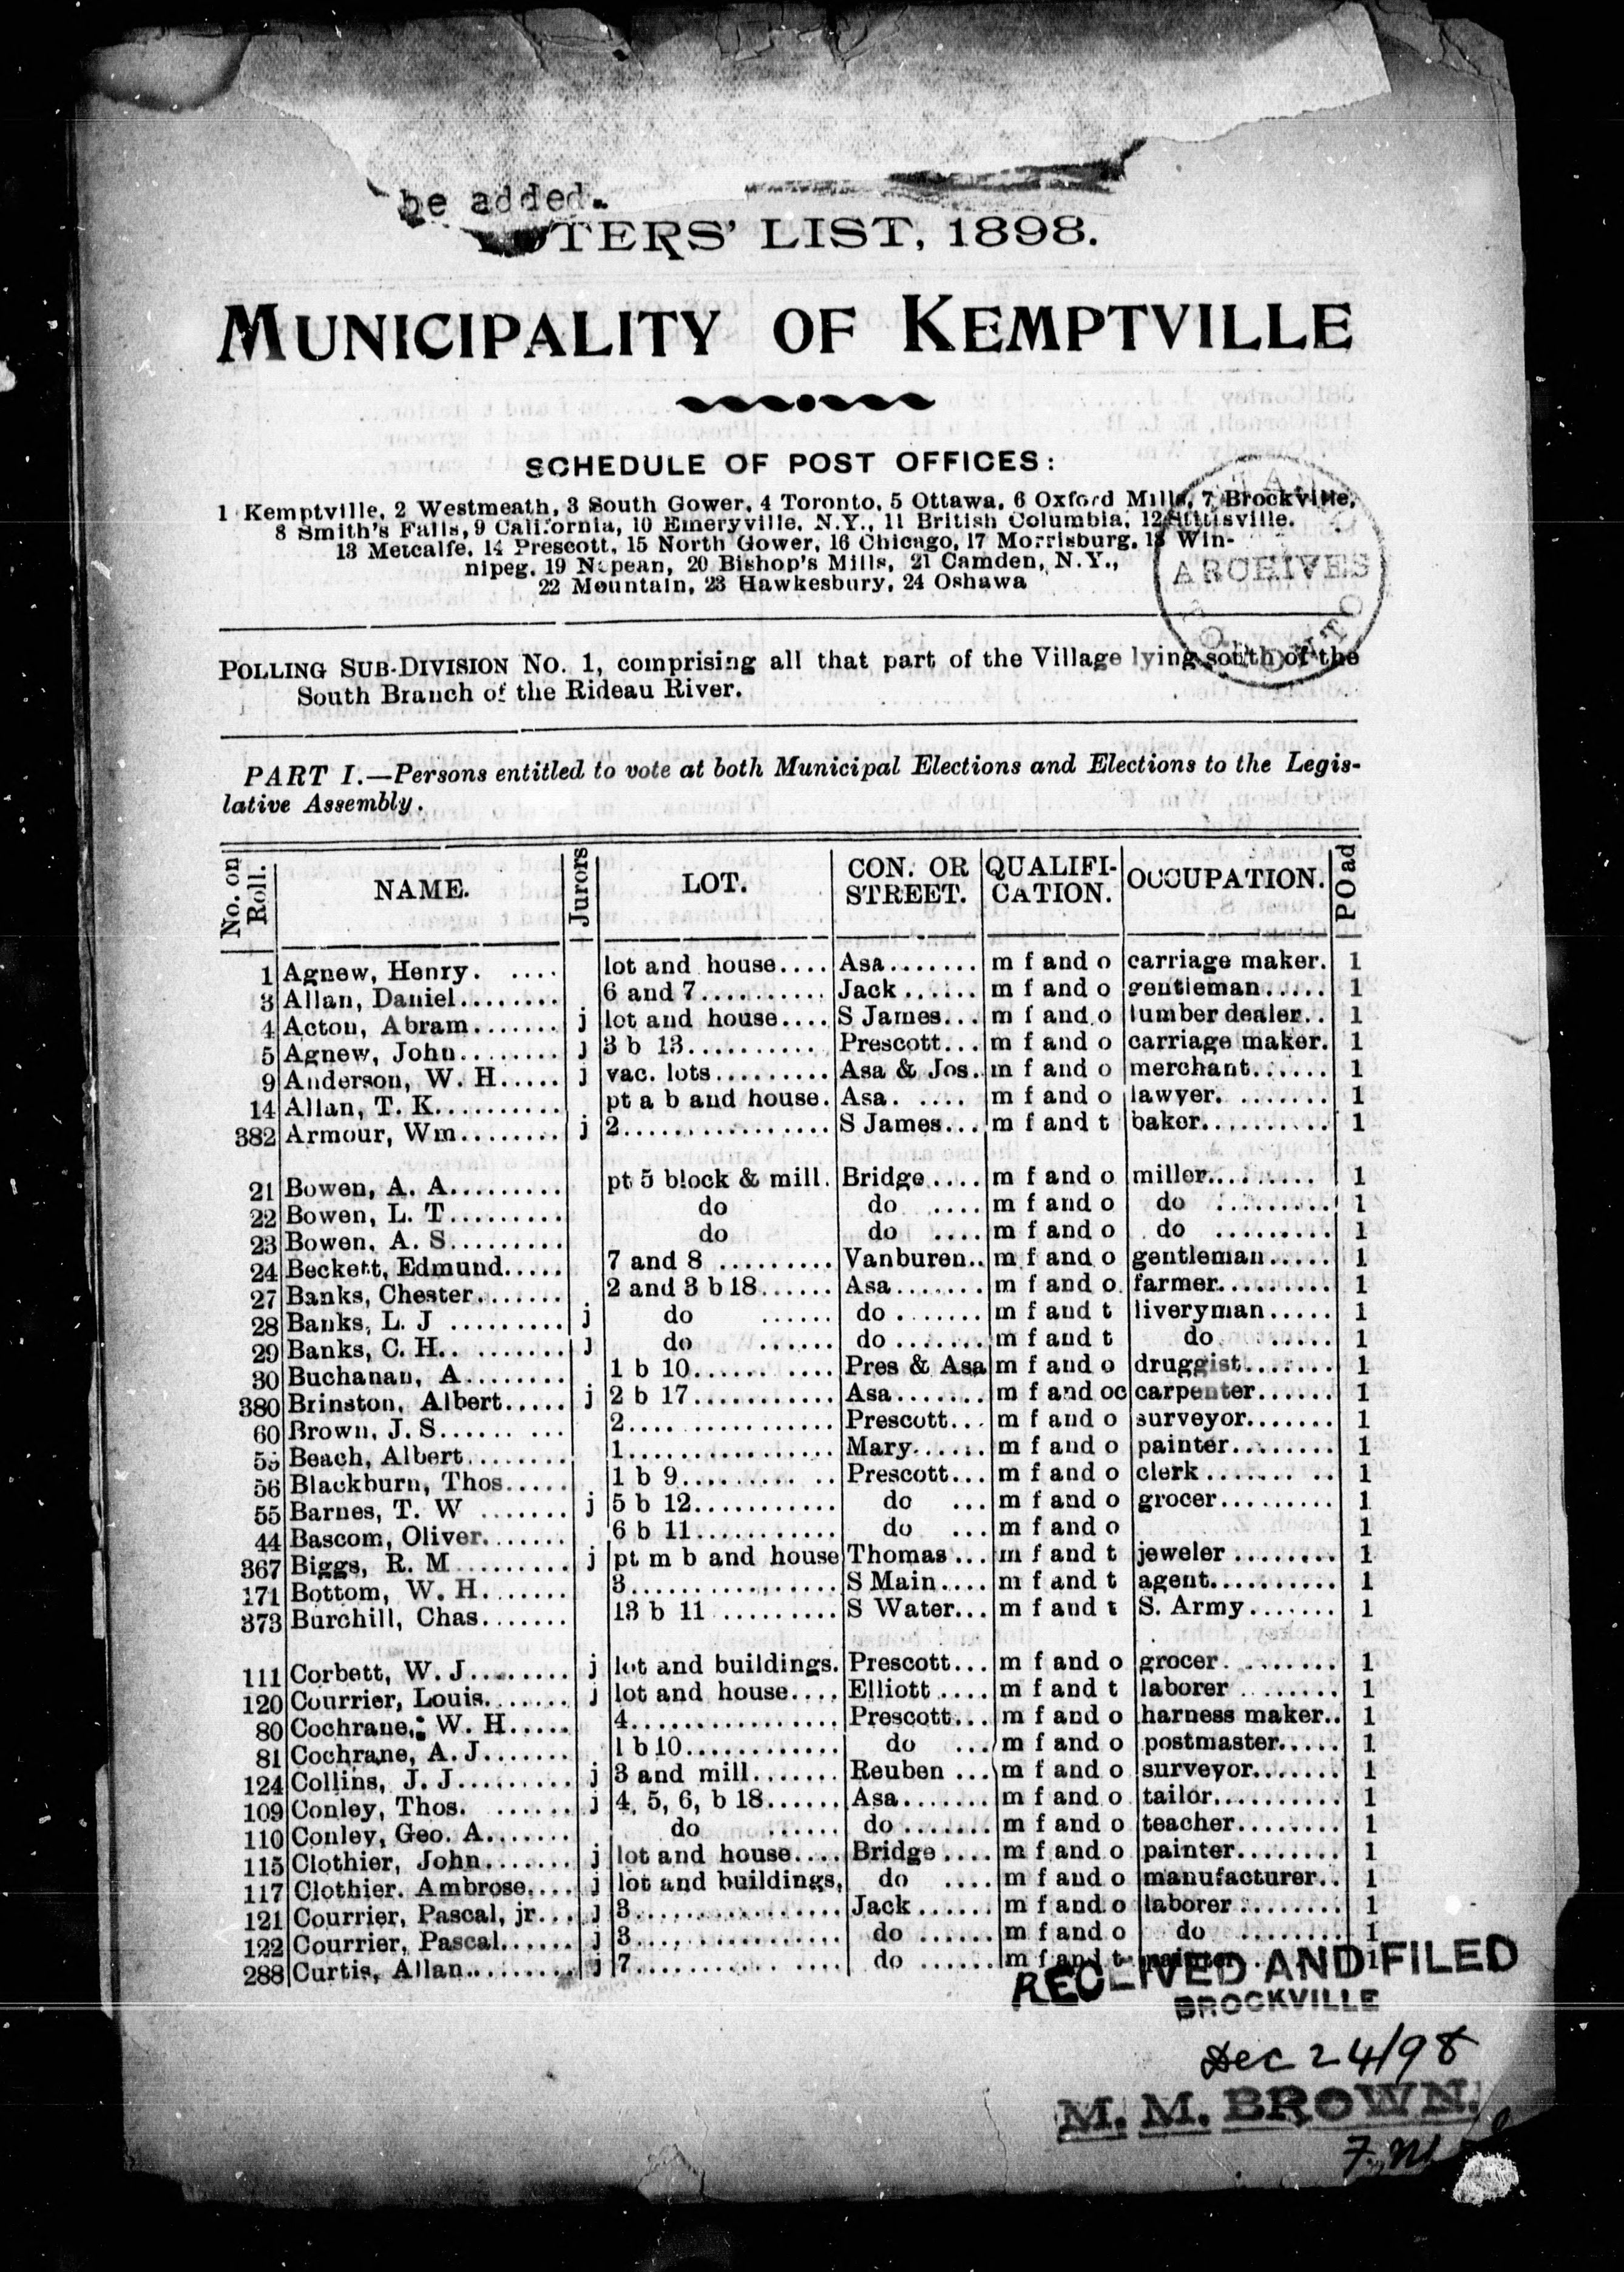 be added.
VOTERS' LIST, 1898.
MUNICIPALITY OF KEMPTVILLE
SCHEDULE OF POST OFFICES:
1 Kemptville, 2 Westmeath, 3 South Gower, 4 Toronto, 5 Ottawa, 6 Oxford Mills, 7 Brockville,
8 Smith's Falls, 9 California, 10 Emeryville, N.Y., 11 British Columbia, 12 Stittsville.
13 Metcalfe, 14 Prescott, 15 North Gower, 16 Chicago, 17 Morrisburg, 18 Win-
nipeg, 19 Nepean, 20 Bishop's Mills, 21 Camden, N.Y.,
22 Mountain, 23 Hawkesbury, 24 Oshawa
ARCHIVES
TORONTO
POLLING SUB-DIVISION NO. 1, comprising all that part of the Village lying south of the
South Branch of the Rideau River.
PART I.—Persons entitled to vote at both Municipal Elections and Elections to the Legis-
lative Assembly.
No. on Roll. NAME. Jurors LOT. CON. OR STREET. QUALIFI-CATION. OCCUPATION. P O ad
1 Agnew, Henry. .... lot and house.... Asa....... m f and o carriage maker. 1
3 Allan, Daniel........ 6 and 7.......... Jack...... m f and o gentleman..... 1
4 Acton, Abram....... j lot and house.... S James... m f and o lumber dealer.. 1
5 Agnew, John........ j 3 b 13.......... Prescott... m f and o carriage maker. 1
9 Anderson, W. H..... j vac. lots......... Asa & Jos. m f and o merchant...... 1
14 Allan, T. K.......... pt a b and house. Asa. .... m f and o lawyer. ....... 1
382 Armour, Wm........ j 2................ S James... m f and t baker.......... 1
21 Bowen, A. A......... pt 5 block & mill. Bridge.... m f and o miller......... 1
22 Bowen, L. T......... do do .... m f and o do ......... 1
23 Bowen, A. S......... do do .... m f and o do ......... 1
24 Beckett, Edmund..... 7 and 8 ......... Vanburen.. m f and o gentleman..... 1
27 Banks, Chester....... 2 and 3 b 18...... Asa....... m f and o farmer......... 1
28 Banks, L. J ......... j do ...... do ....... m f and t liveryman..... 1
29 Banks, C. H.. ....... j do ...... do ....... m f and t do ..... 1
30 Buchanan, A........ 1 b 10...... .... Pres & Asa m f and o druggist....... 1
380 Brinston, Albert..... j 2 b 17........... Asa....... m f and oc carpenter...... 1
60 Brown, J. S...... ... 2................ Prescott... m f and o surveyor....... 1
Beach, Albert........ 1................ Mary...... m f and o painter........ 1
56 Blackburn, Thos..... 1 b 9......... .. Prescott... m f and o clerk ....... .. 1
55 Barnes, T. W ....... j 5 b 12........... do ... m f and o grocer......... 1
44 Bascom, Oliver....... 6 b 11........... do ... m f and o 1
367 Biggs, R. M ......... j pt m b and house Thomas... m f and t jeweler ........ 1
171 Bottom, W. H....... 3................ S Main.... m f and t agent.......... 1
373 Burchill, Chas....... 13 b 11 ......... S Water... m f and t S. Army....... 1
111 Corbett, W. J........ j lot and buildings. Prescott... m f and o grocer. ........ 1
120 Courrier, Louis....... j lot and house.... Elliott.... m f and t laborer ........ 1
80 Cochrane, W. H..... 4................ Prescott... m f and o harness maker.. 1
81 Cochrane, A. J....... 1 b 10............ do ... m f and o postmaster..... 1
124 Collins, J. J......... j 3 and mill....... Reuben ... m f and o surveyor....... 1
109 Conley, Thos. ....... j 4, 5, 6, b 18...... Asa....... m f and o tailor.......... 1
110 Conley, Geo. A....... do ...... do ....... m f and o teacher........ 1
115 Clothier, John....... j lot and house.... Bridge.... m f and o painter........ 1
117 Clothier. Ambrose.... j lot and buildings, do .... m f and o manufacturer.. 1
121 Courrier, Pascal, jr... j 3................ Jack...... m f and o laborer ........ 1
122 Courrier, Pascal...... j 3................ do ...... m f and o do ........ 1
288 Curtis, Allan......... j 7................ do ...... m f and t painter 1
RECEIVED AND FILED
BROCKVILLE
Dec 24/98
M. M. BROWN.